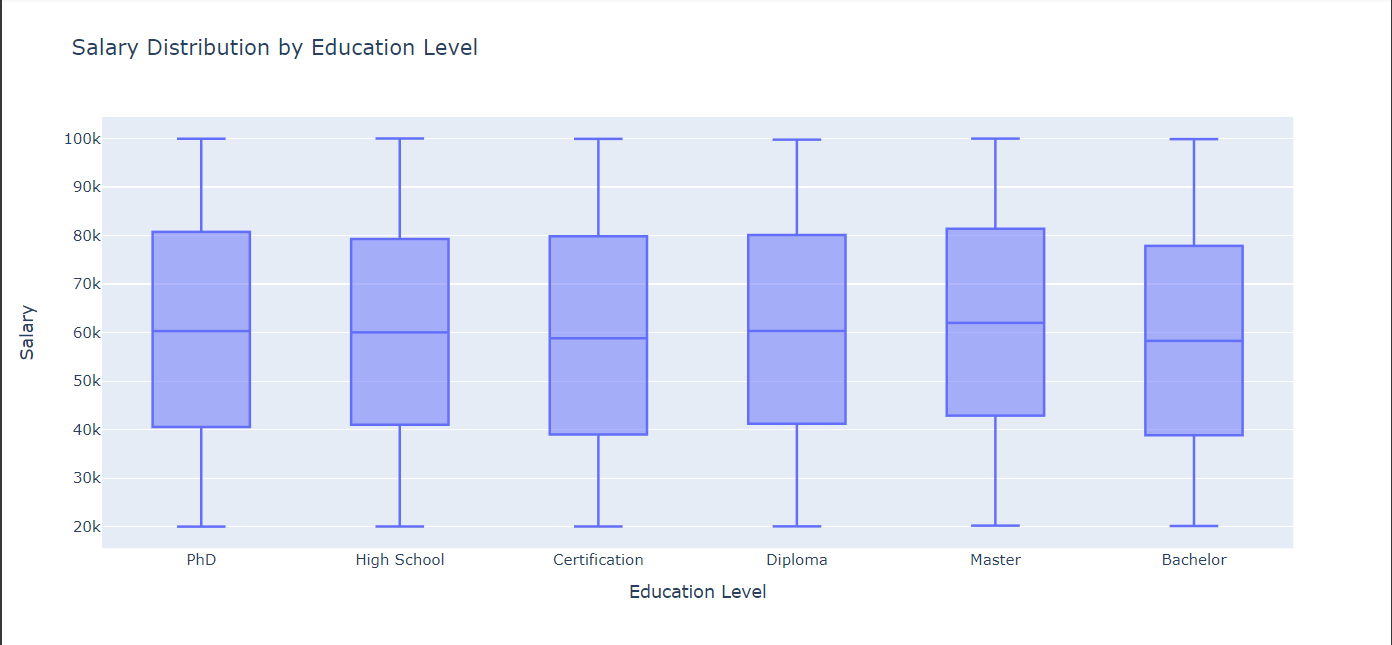 Salary Distribution by Education Level
100k
90k
80k
70k
60k
50k
40k
30k
20k
Salary
PhD High School Certification Diploma Master Bachelor
Education Level